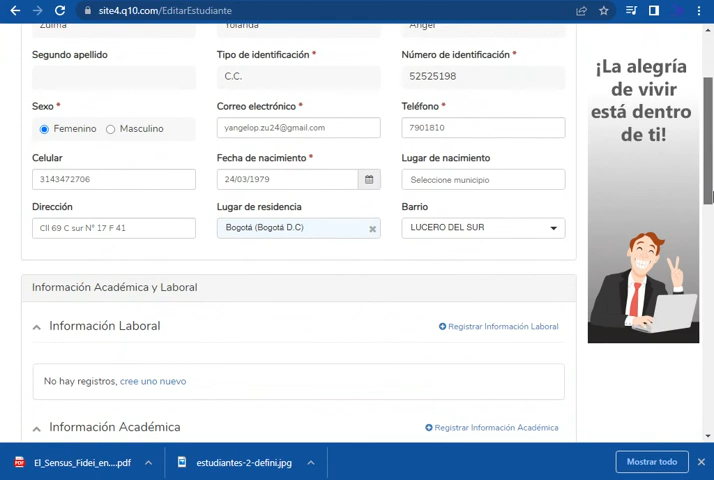 site4.q10.com/EditarEstudiante
Zulma Yolanda Angel
Segundo apellido Tipo de identificación * Número de identificación *
C.C. 52525198
Sexo * Correo electrónico * Teléfono *
Femenino Masculino yangelop.zu24@gmail.com 7901810
Celular Fecha de nacimiento * Lugar de nacimiento
3143472706 24/03/1979 Seleccione municipio
Dirección Lugar de residencia Barrio
Cll 69 C sur N° 17 F 41 Bogotá (Bogotá D.C) LUCERO DEL SUR
Información Académica y Laboral
Información Laboral Registrar Información Laboral
No hay registros, cree uno nuevo
Información Académica Registrar Información Académica
¡La alegría
de vivir
está dentro
de ti!
El_Sensus_Fidei_en....pdf estudiantes-2-defini.jpg Mostrar todo